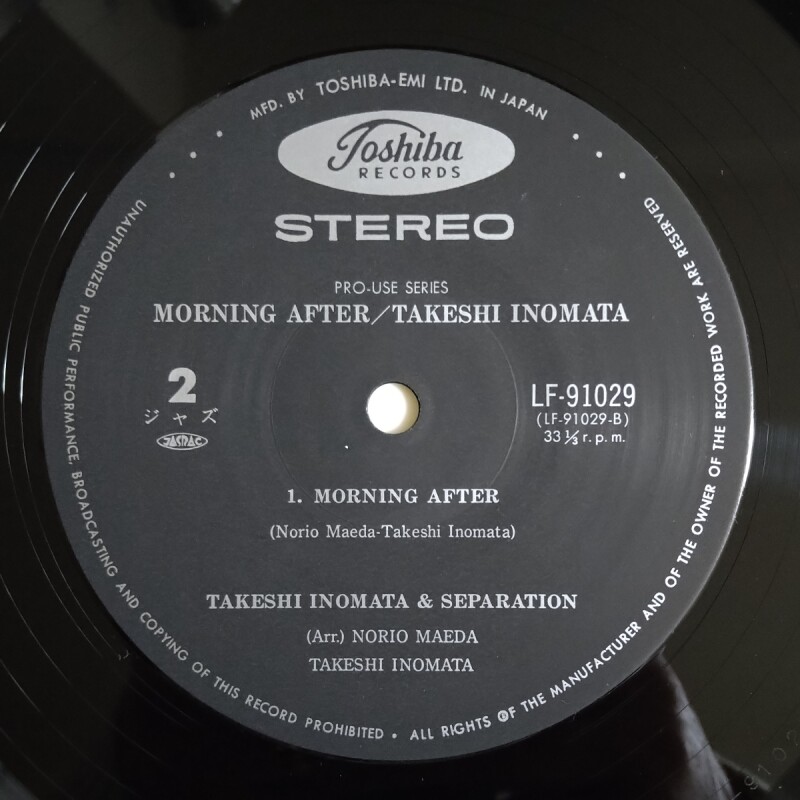 MFD. BY TOSHIBA-EMI LTD. IN JAPAN
Toshiba
RECORDS
STEREO
PRO-USE SERIES
MORNING AFTER/TAKESHI INOMATA
2
ジャズ
JASRAC
LF-91029
(LF-91029-B)
33 1/3 r.p.m.
1. MORNING AFTER
(Norio Maeda-Takeshi Inomata)
TAKESHI INOMATA & SEPARATION
(Arr.) NORIO MAEDA
TAKESHI INOMATA
UNAUTHORIZED PUBLIC PERFORMANCE, BROADCASTING AND COPYING OF THIS RECORD PROHIBITED • ALL RIGHTS OF THE MANUFACTURER AND OF THE OWNER OF THE RECORDED WORK ARE RESERVED